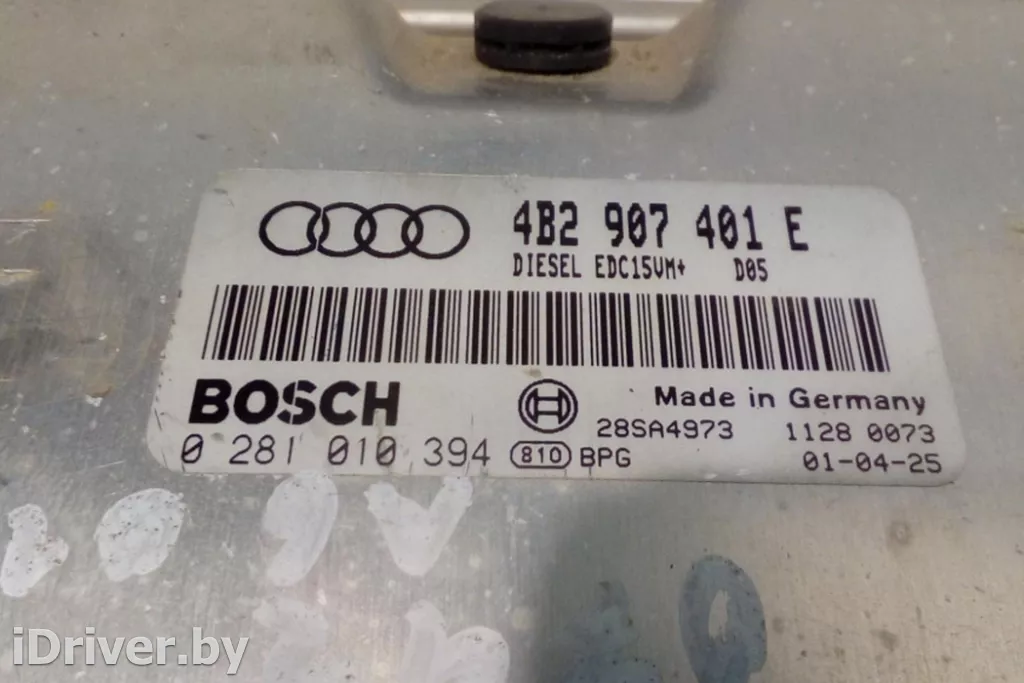 4B2 907 401 E
DIESEL EDC15VM+ D05
BOSCH
Made in Germany
28SA4973 1128 0073
0 281 010 394 810 BPG 01-04-25
iDriver.by